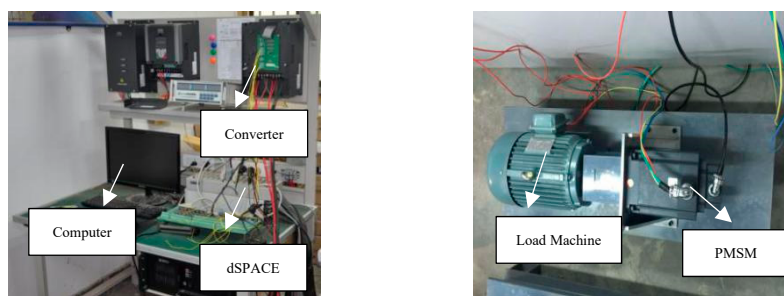 Converter
Computer
dSPACE
Load Machine
PMSM